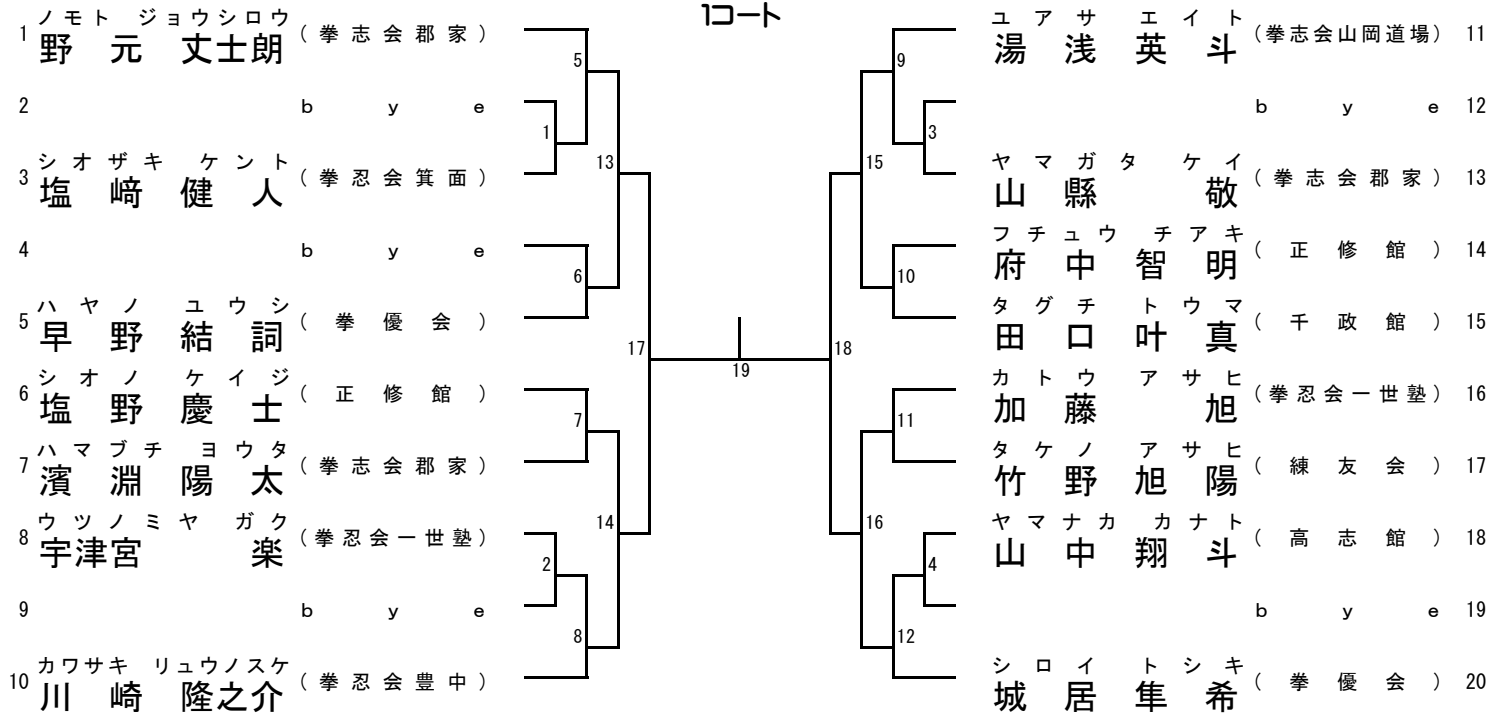 1コート
ノモト ジョウシロウ
1 野元 丈士朗 (拳志会郡家)
2 bye
シオザキ ケント
3 塩﨑健人 (拳忍会箕面)
4 bye
ハヤノ ユウシ
5 早野結詞 (拳優会)
シオノ ケイジ
6 塩野慶士 (正修館)
ハマブチ ヨウタ
7 濱淵陽太 (拳志会郡家)
ウツノミヤ ガク
8 宇津宮 楽 (拳忍会一世塾)
9 bye
カワサキ リュウノスケ
10 川崎 隆之介 (拳忍会豊中)
5
1
13
6
17
7
14
2
8
19
9
3
15
10
18
11
16
4
12
ユアサ エイト
湯浅英斗 (拳志会山岡道場) 11
bye 12
ヤマガタ ケイ
山縣 敬 (拳志会郡家) 13
フチュウ チアキ
府中智明 (正修館) 14
タグチ トウマ
田口叶真 (千政館) 15
カトウ アサヒ
加藤 旭 (拳忍会一世塾) 16
タケノ アサヒ
竹野旭陽 (練友会) 17
ヤマナカ カナト
山中翔斗 (高志館) 18
bye 19
シロイ トシキ
城居隼希 (拳優会) 20